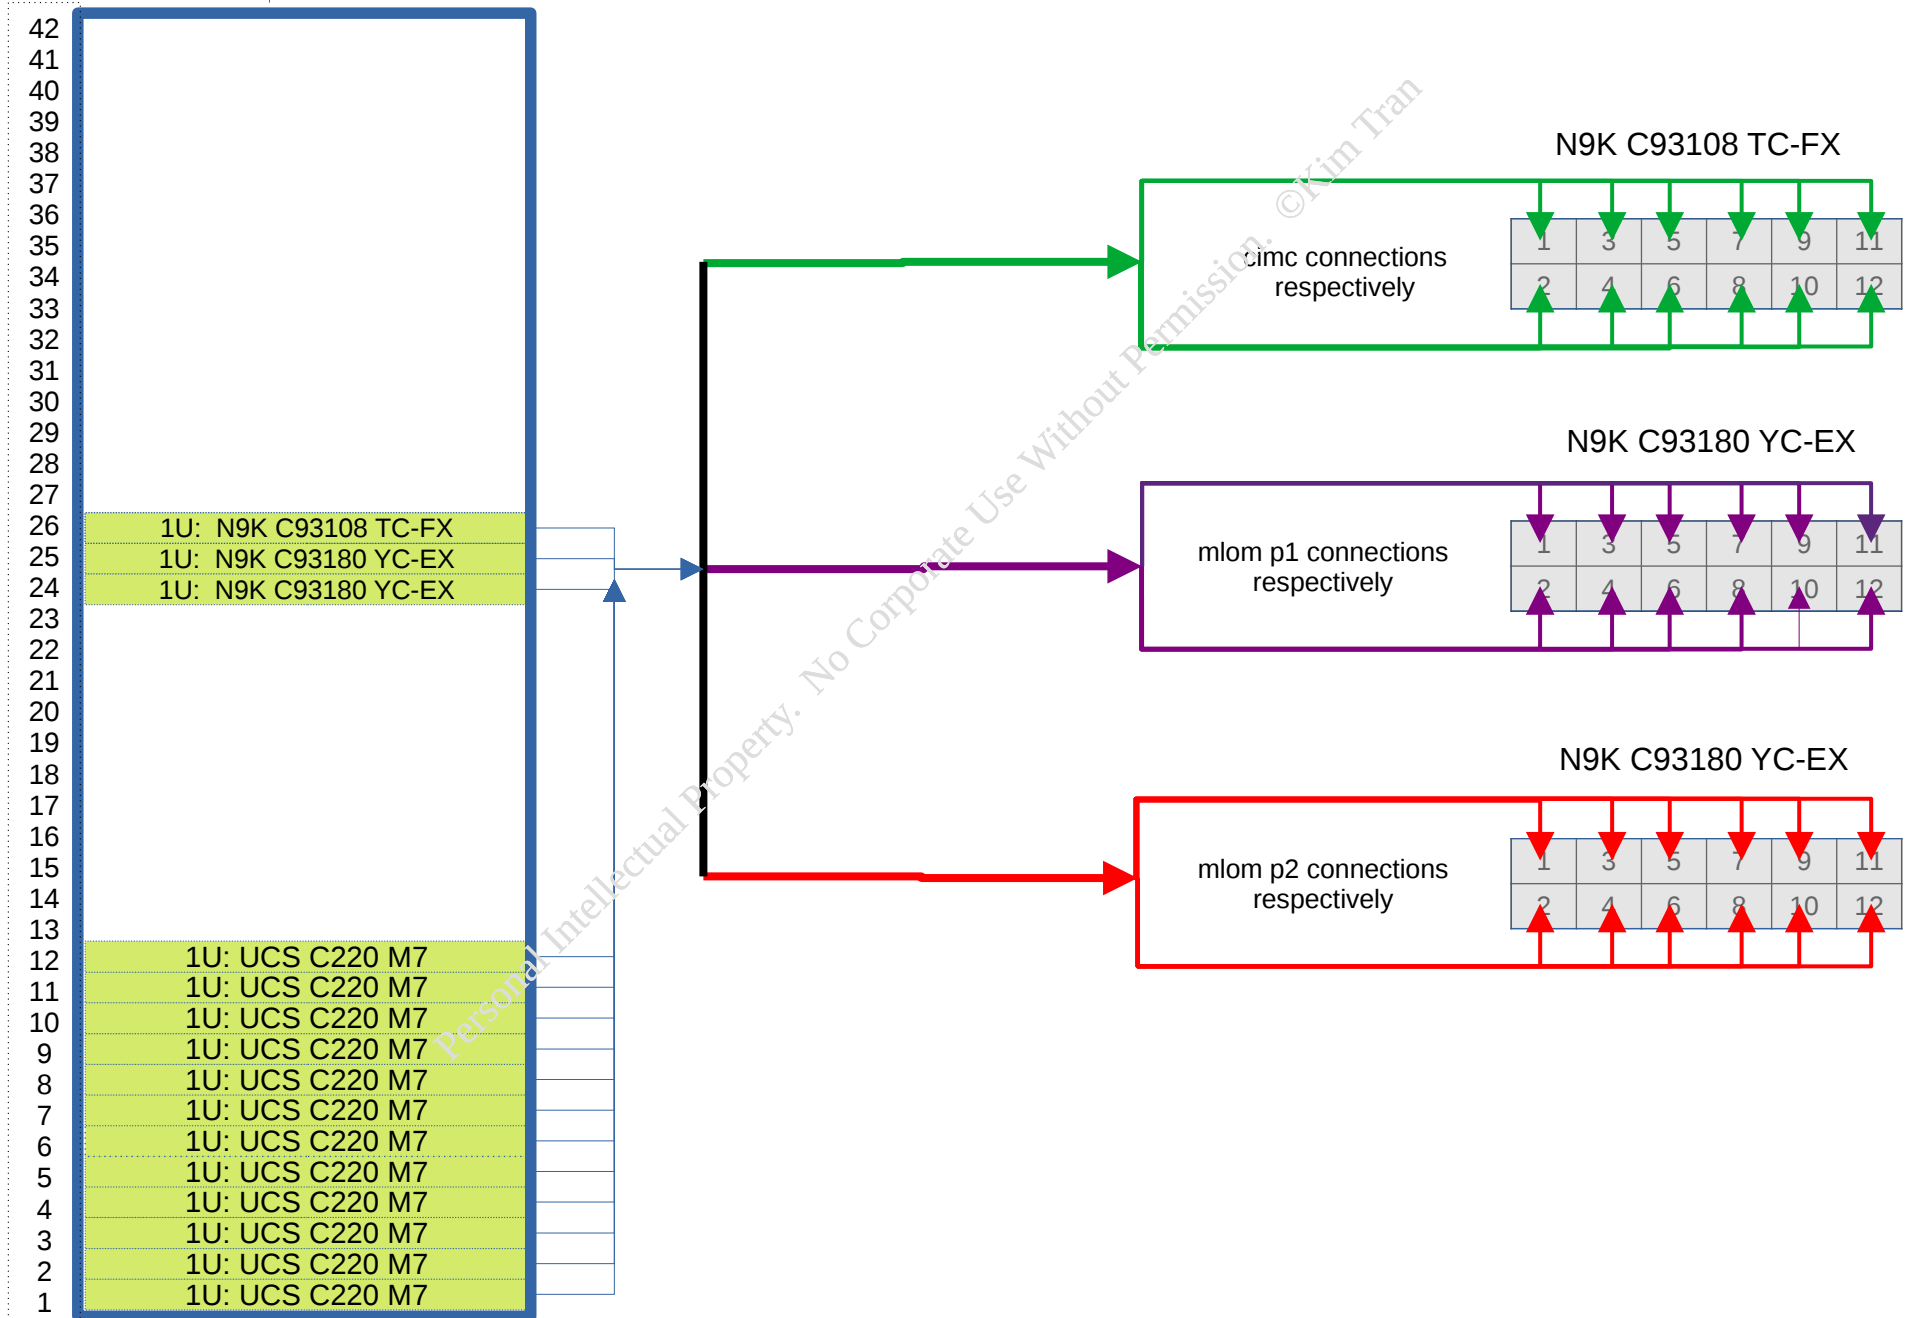 42
41
40
39
38
37
36
35
34
33
32
31
30
29
28
27
26 1U: N9K C93108 TC-FX
25 1U: N9K C93180 YC-EX
24 1U: N9K C93180 YC-EX
23
22
21
20
19
18
17
16
15
14
13
12 1U: UCS C220 M7
11 1U: UCS C220 M7
10 1U: UCS C220 M7
9 1U: UCS C220 M7
8 1U: UCS C220 M7
7 1U: UCS C220 M7
6 1U: UCS C220 M7
5 1U: UCS C220 M7
4 1U: UCS C220 M7
3 1U: UCS C220 M7
2 1U: UCS C220 M7
1 1U: UCS C220 M7
N9K C93108 TC-FX
cimc connections
respectively
1 3 5 7 9 11
2 4 6 8 10 12
N9K C93180 YC-EX
mlom p1 connections
respectively
1 3 5 7 9 11
2 4 6 8 10 12
N9K C93180 YC-EX
mlom p2 connections
respectively
1 3 5 7 9 11
2 4 6 8 10 12
Personal Intellectual Property. No Corporate Use Without Permission. ©Kim Tran